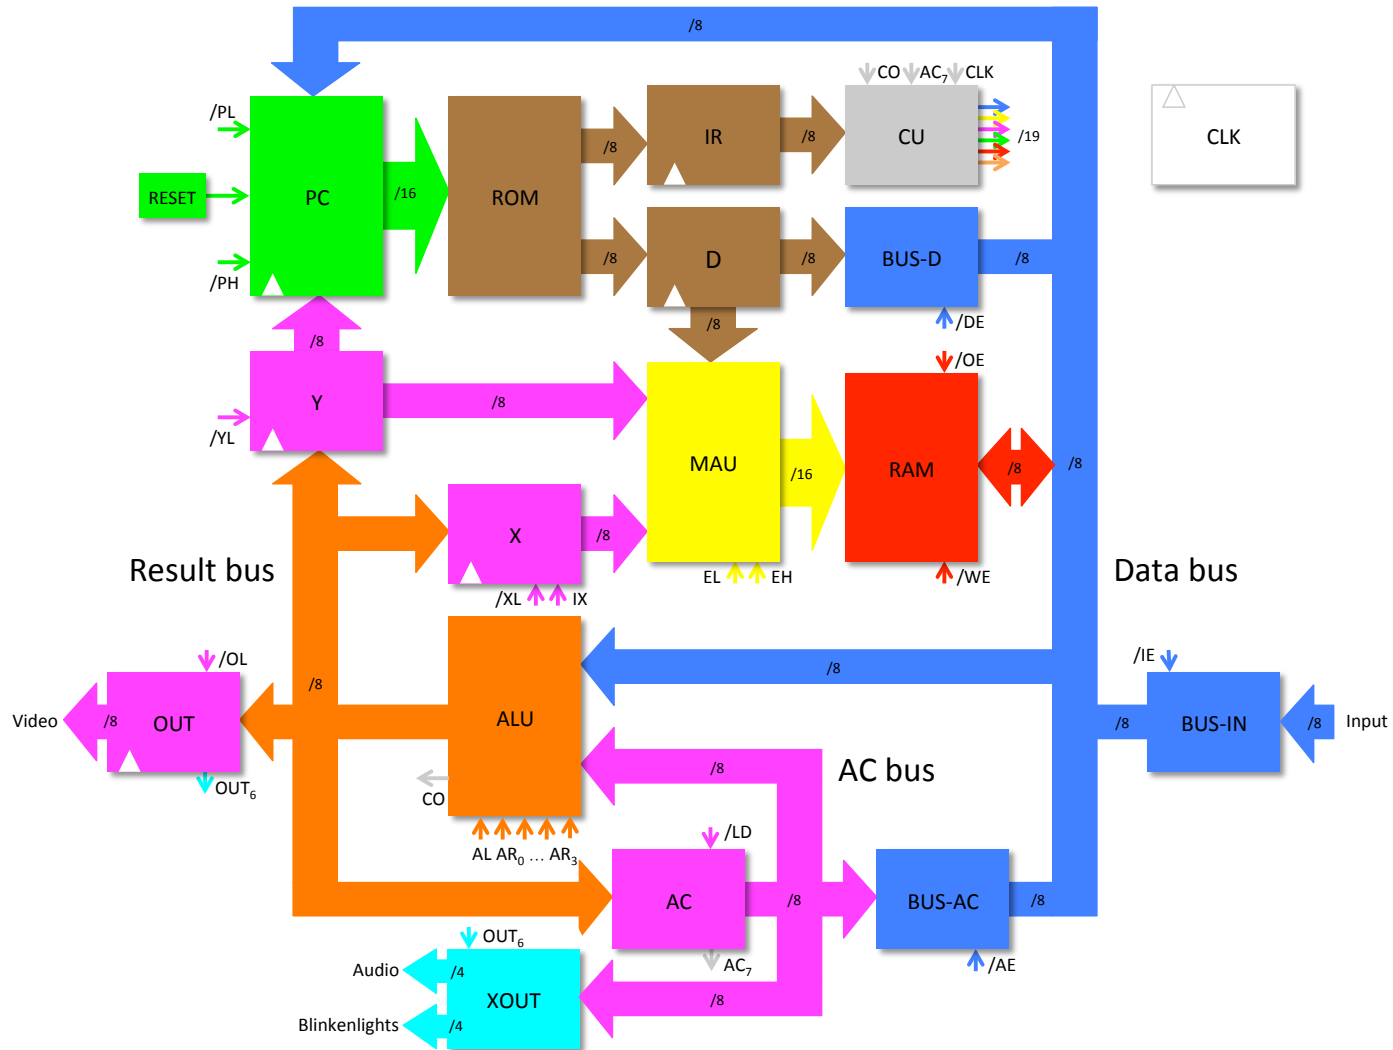 /8
CO AC7 CLK
/PL
IR
/8
CU
/19
CLK
/8
RESET
PC
/16
ROM
/PH
/8
D
/8
BUS-D
/8
/8
/DE
/8
/OE
Y
/8
/YL
MAU
/16
RAM
/8
/8
X
/8
Result bus
Data bus
/XL IX
EL EH
/WE
/OL
/8
/8
/IE
Video
/8
OUT
ALU
/8
BUS-IN
/8
Input
OUT6
CO
/8
AC bus
AL AR0 … AR3
/LD
AC
/8
BUS-AC
/8
OUT6
AC7
/AE
Audio
/4
XOUT
/8
Blinkenlights
/4